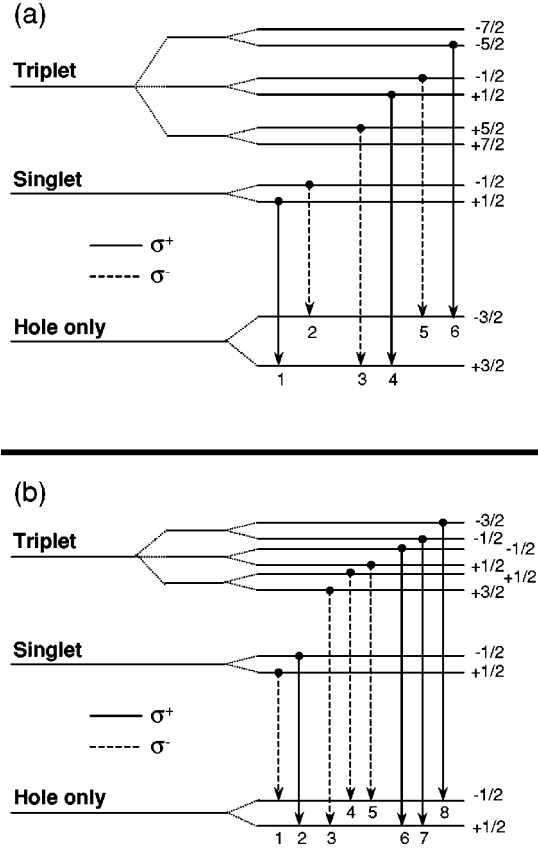 (a)
-7/2
-5/2
Triplet
-1/2
+1/2
+5/2
+7/2
Singlet
-1/2
+1/2
σ+
σ-
Hole only
-3/2
2
5
6
+3/2
1
3
4
(b)
-3/2
Triplet
-1/2
-1/2
+1/2
+1/2
+3/2
Singlet
-1/2
+1/2
σ+
σ-
Hole only
-1/2
4
5
8
+1/2
1
2
3
6
7